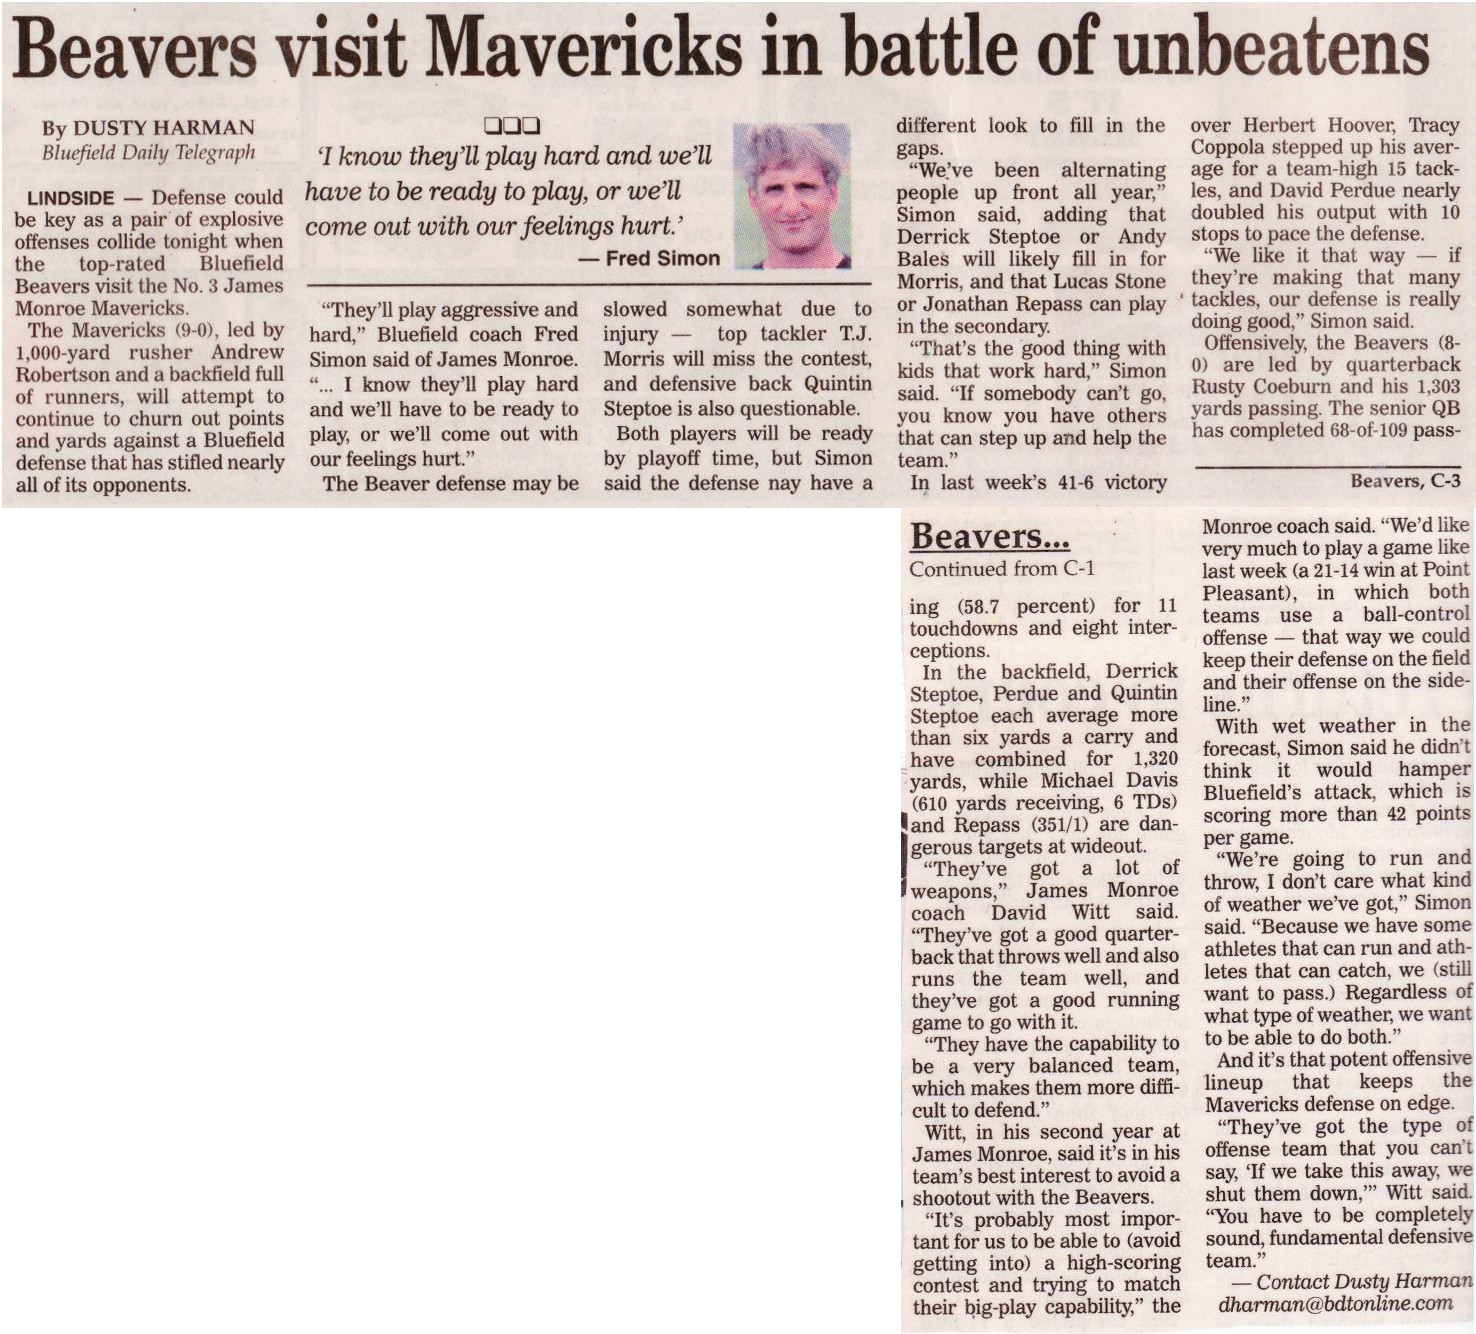 Beavers visit Mavericks in battle of unbeatens
By DUSTY HARMAN
Bluefield Daily Telegraph
LINDSIDE — Defense could
be key as a pair of explosive
offenses collide tonight when
the top-rated Bluefield
Beavers visit the No. 3 James
Monroe Mavericks.
The Mavericks (9-0), led by
1,000-yard rusher Andrew
Robertson and a backfield full
of runners, will attempt to
continue to churn out points
and yards against a Bluefield
defense that has stifled nearly
all of its opponents.
❑❑❑
‘I know they’ll play hard and we’ll
have to be ready to play, or we’ll
come out with our feelings hurt.’
— Fred Simon
“They’ll play aggressive and
hard,” Bluefield coach Fred
Simon said of James Monroe.
“... I know they’ll play hard
and we’ll have to be ready to
play, or we’ll come out with
our feelings hurt.”
The Beaver defense may be
slowed somewhat due to
injury — top tackler T.J.
Morris will miss the contest,
and defensive back Quintin
Steptoe is also questionable.
Both players will be ready
by playoff time, but Simon
said the defense nay have a
different look to fill in the
gaps.
“We’ve been alternating
people up front all year,”
Simon said, adding that
Derrick Steptoe or Andy
Bales will likely fill in for
Morris, and that Lucas Stone
or Jonathan Repass can play
in the secondary.
“That’s the good thing with
kids that work hard,” Simon
said. “If somebody can’t go,
you know you have others
that can step up and help the
team.”
In last week’s 41-6 victory
over Herbert Hoover, Tracy
Coppola stepped up his aver-
age for a team-high 15 tack-
les, and David Perdue nearly
doubled his output with 10
stops to pace the defense.
“We like it that way — if
they’re making that many
tackles, our defense is really
doing good,” Simon said.
Offensively, the Beavers (8-
0) are led by quarterback
Rusty Coeburn and his 1,303
yards passing. The senior QB
has completed 68-of-109 pass-
Beavers, C-3
Beavers...
Continued from C-1
ing (58.7 percent) for 11
touchdowns and eight inter-
ceptions.
In the backfield, Derrick
Steptoe, Perdue and Quintin
Steptoe each average more
than six yards a carry and
have combined for 1,320
yards, while Michael Davis
(610 yards receiving, 6 TDs)
and Repass (351/1) are dan-
gerous targets at wideout.
“They’ve got a lot of
weapons,” James Monroe
coach David Witt said.
“They’ve got a good quarter-
back that throws well and also
runs the team well, and
they’ve got a good running
game to go with it.
“They have the capability to
be a very balanced team,
which makes them more diffi-
cult to defend.”
Witt, in his second year at
James Monroe, said it’s in his
team’s best interest to avoid a
shootout with the Beavers.
“It’s probably most impor-
tant for us to be able to (avoid
getting into) a high-scoring
contest and trying to match
their big-play capability,” the
Monroe coach said. “We’d like
very much to play a game like
last week (a 21-14 win at Point
Pleasant), in which both
teams use a ball-control
offense — that way we could
keep their defense on the field
and their offense on the side-
line.”
With wet weather in the
forecast, Simon said he didn’t
think it would hamper
Bluefield’s attack, which is
scoring more than 42 points
per game.
“We’re going to run and
throw, I don’t care what kind
of weather we’ve got,” Simon
said. “Because we have some
athletes that can run and ath-
letes that can catch, we (still
want to pass.) Regardless of
what type of weather, we want
to be able to do both.”
And it’s that potent offensive
lineup that keeps the
Mavericks defense on edge.
“They’ve got the type of
offense team that you can’t
say, ‘If we take this away, we
shut them down,’” Witt said.
“You have to be completely
sound, fundamental defensive
team.”
— Contact Dusty Harman
dharman@bdtonline.com